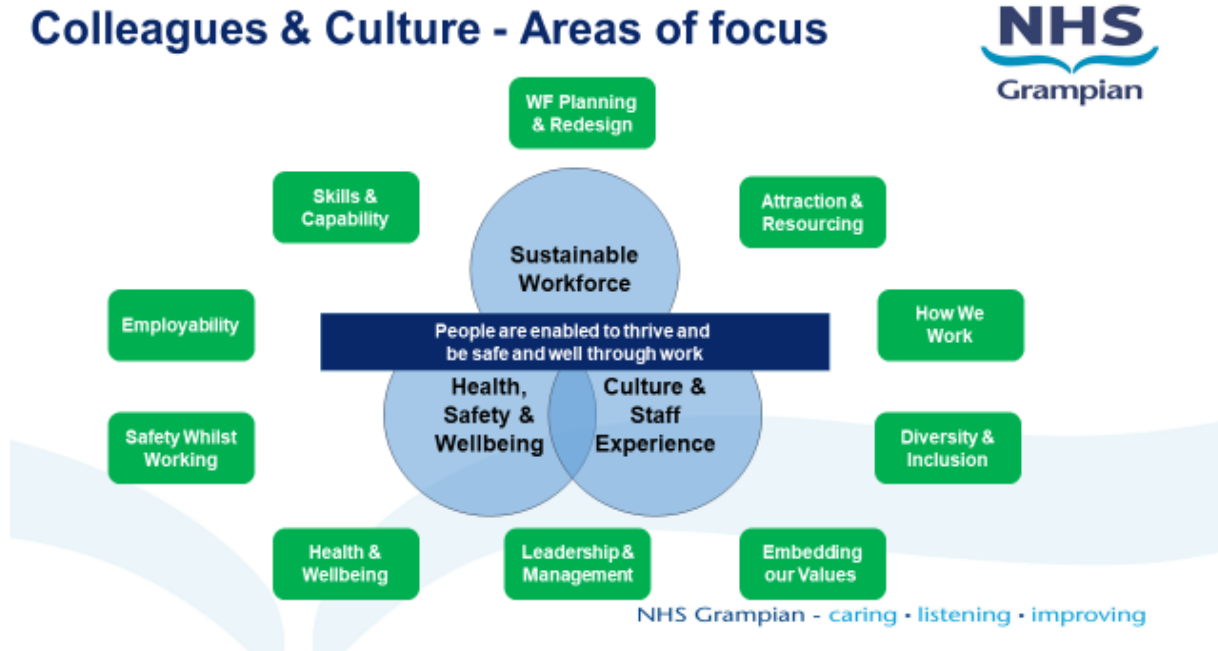 Colleagues & Culture - Areas of focus
NHS
Grampian
WF Planning
& Redesign
Skills &
Capability
Attraction &
Resourcing
Sustainable
Workforce
Employability
How We
Work
People are enabled to thrive and
be safe and well through work
Health,
Safety &
Wellbeing
Culture &
Staff
Experience
Safety Whilst
Working
Diversity &
Inclusion
Health &
Wellbeing
Leadership &
Management
Embedding
our Values
NHS Grampian - caring • listening • improving